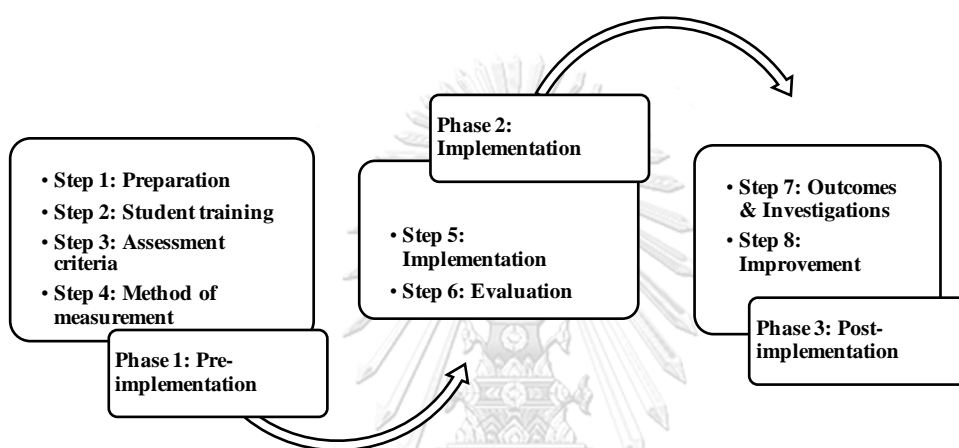 • Step 1: Preparation
• Step 2: Student training
• Step 3: Assessment
criteria
• Step 4: Method of
measurement
Phase 1: Pre-
implementation
Phase 2:
Implementation
• Step 5:
Implementation
• Step 6: Evaluation
• Step 7: Outcomes
& Investigations
• Step 8:
Improvement
Phase 3: Post-
implementation